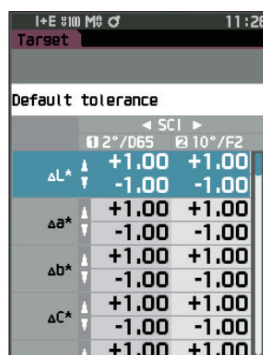 I+E M 11:26
Target
Default tolerance
◄ SCI ►
1 2°/D65 2 10°/F2
ΔL* +1.00 +1.00
-1.00 -1.00
Δa* +1.00 +1.00
-1.00 -1.00
Δb* +1.00 +1.00
-1.00 -1.00
ΔC* +1.00 +1.00
-1.00 -1.00
+1.00 +1.00